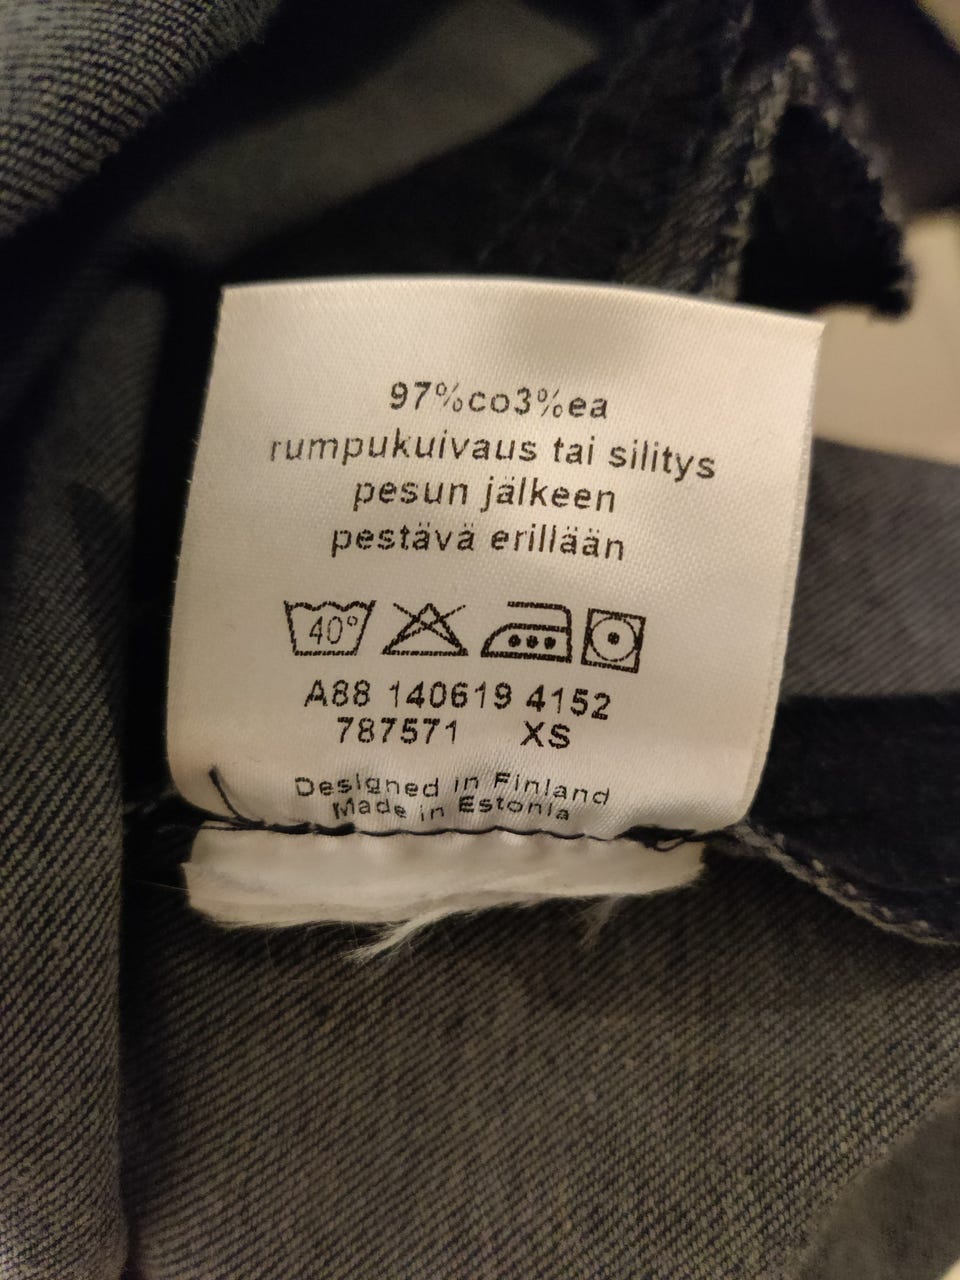 97%co3%ea
rumpukuivaus tai silitys
pesun jälkeen
pestävä erillään
40°
A88 140619 4152
787571 XS
Designed in Finland
Made in Estonia